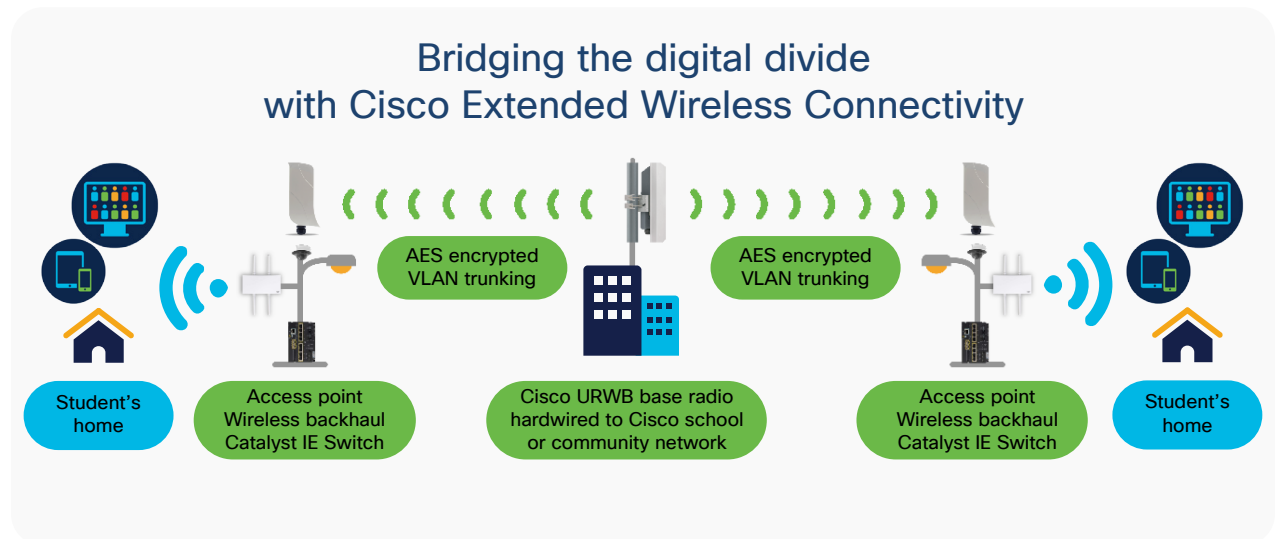 Bridging the digital divide
with Cisco Extended Wireless Connectivity
AES encrypted
VLAN trunking
AES encrypted
VLAN trunking
Student's
home
Access point
Wireless backhaul
Catalyst IE Switch
Cisco URWB base radio
hardwired to Cisco school
or community network
Access point
Wireless backhaul
Catalyst IE Switch
Student's
home